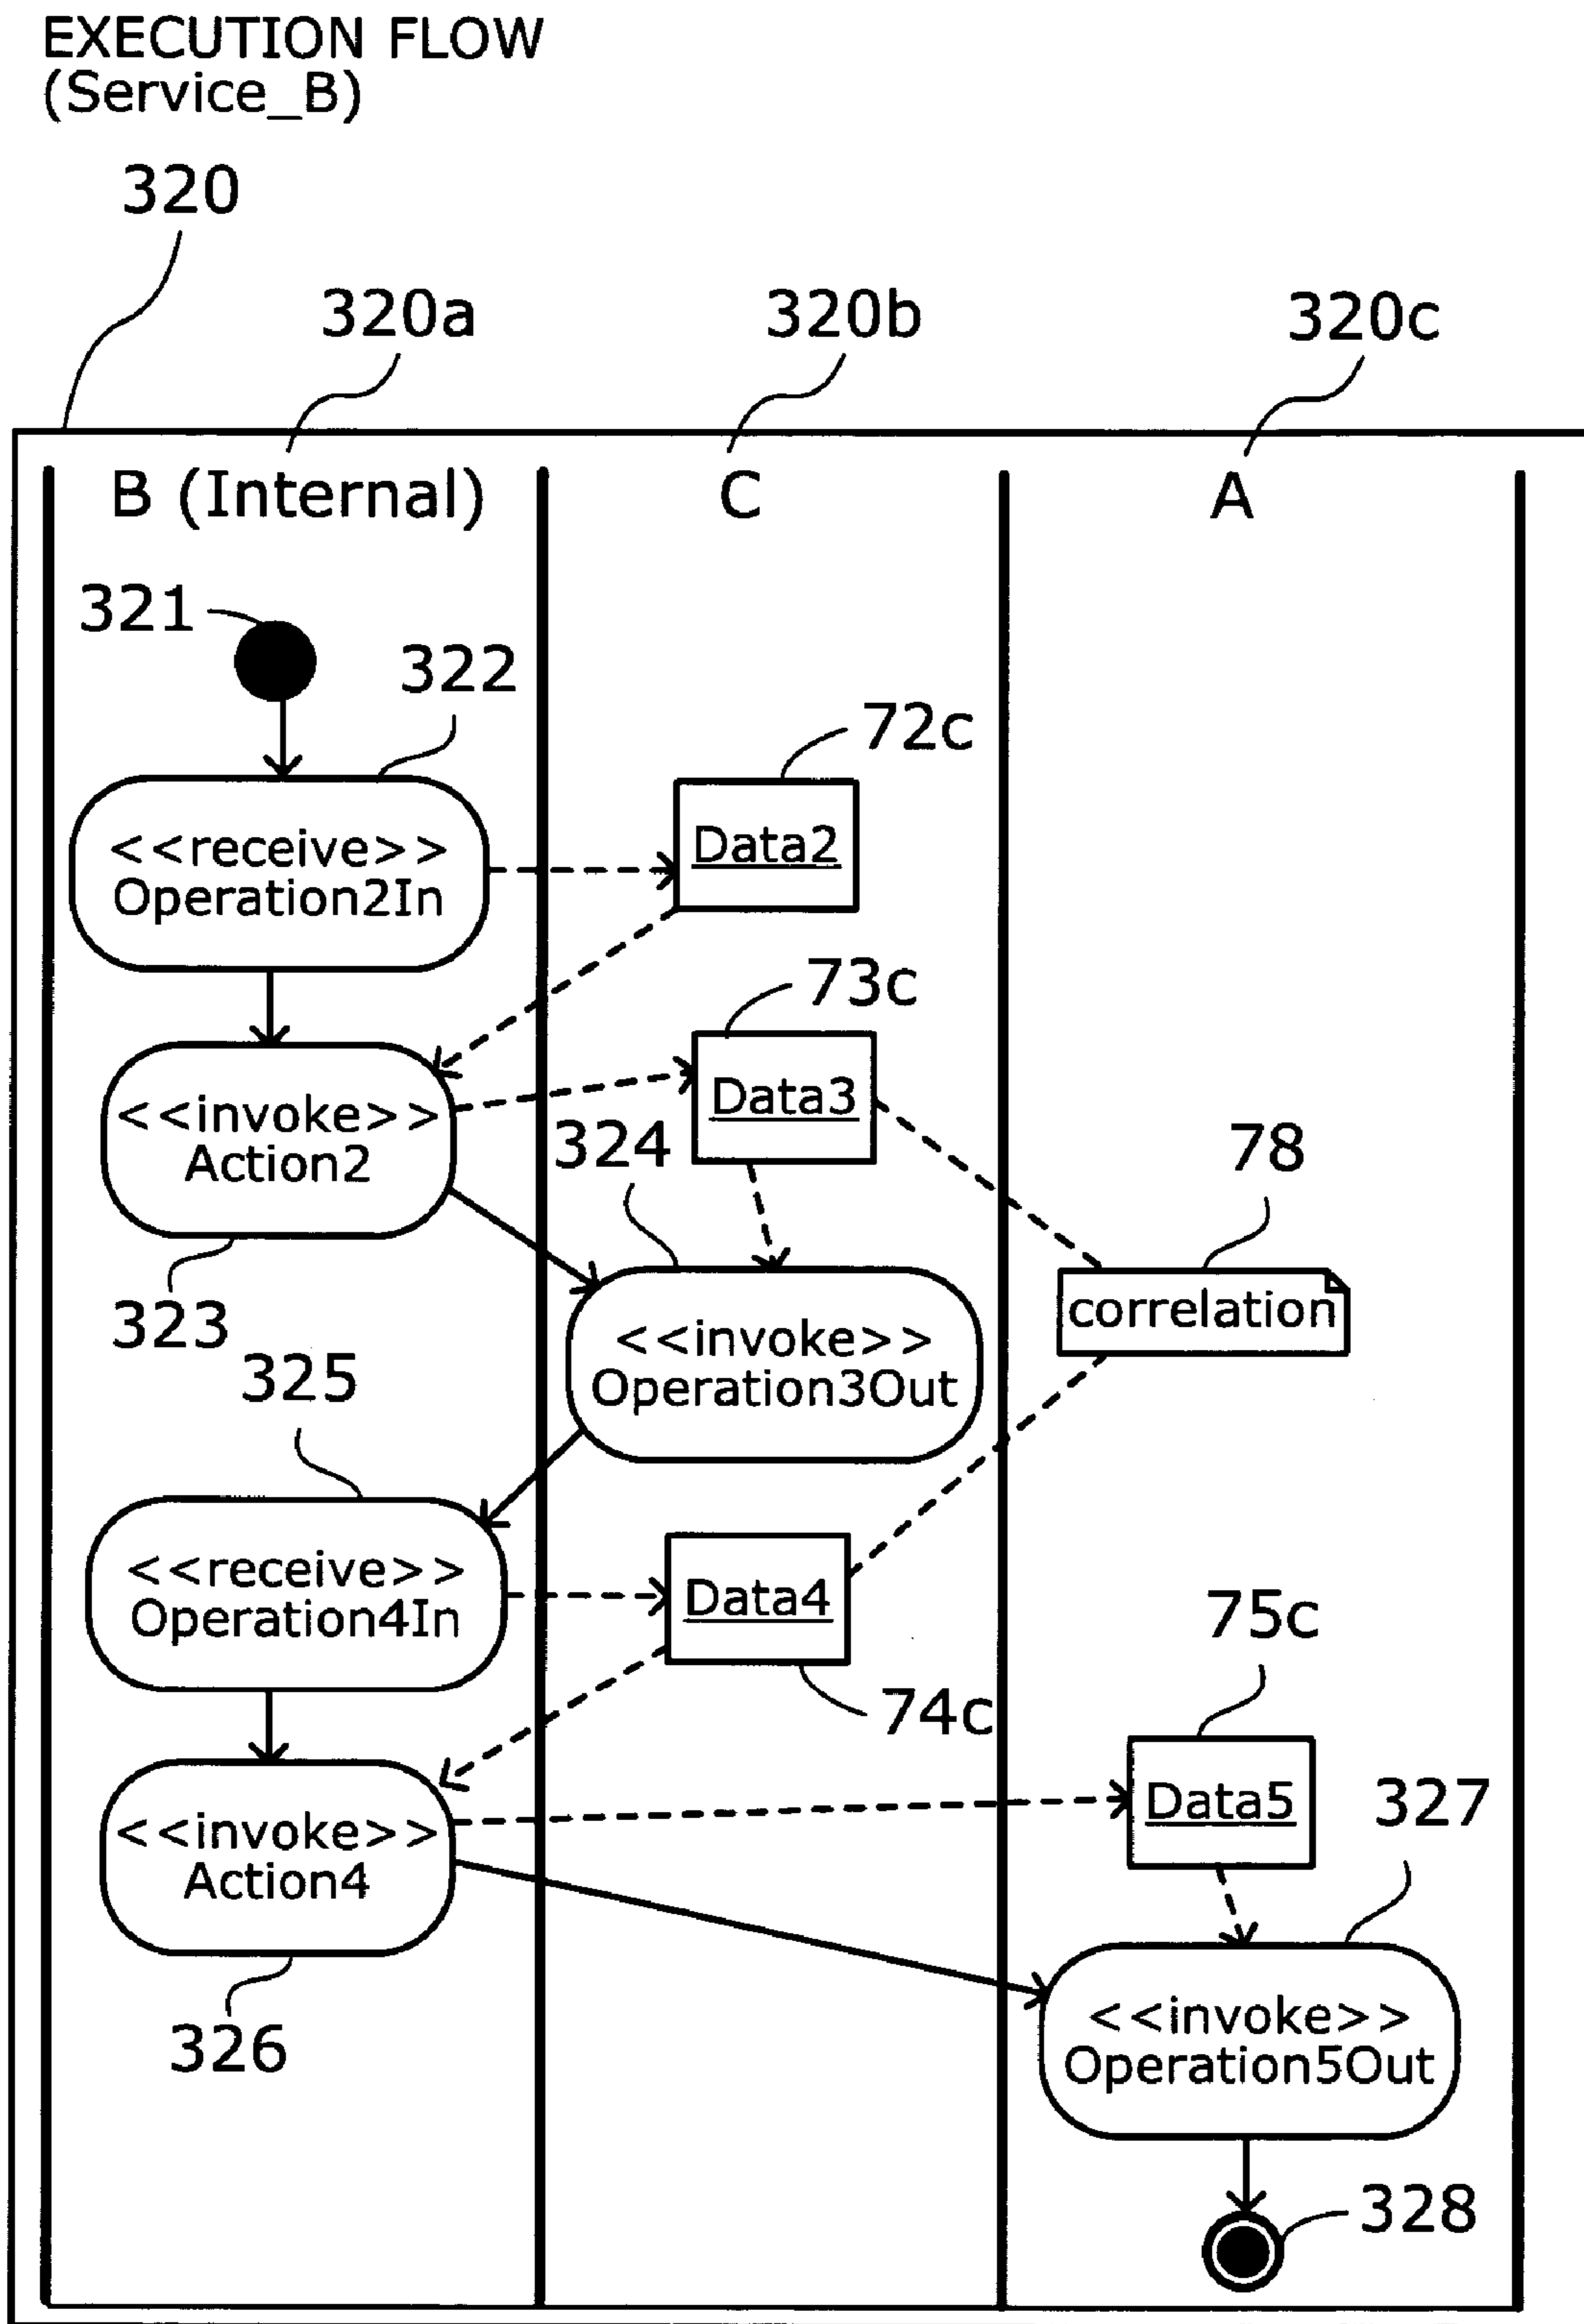 EXECUTION FLOW
(Service_B)
320
320a
320b
320c
B (Internal)
C
A
321
322
72c
<<receive>>
Operation2In
Data2
73c
<<invoke>>
Action2
Data3
324
78
323
correlation
<<invoke>>
Operation3Out
325
<<receive>>
Operation4In
Data4
75c
74c
Data5
327
<<invoke>>
Action4
326
<<invoke>>
Operation5Out
328